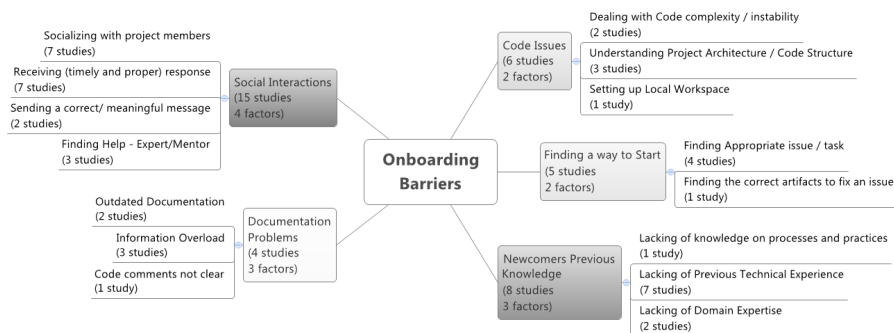 Socializing with project members
(7 studies)
Receiving (timely and proper) response
(7 studies)
Sending a correct/ meaningful message
(2 studies)
Finding Help - Expert/Mentor
(3 studies)
Social Interactions
(15 studies
4 factors)
Outdated Documentation
(2 studies)
Information Overload
(3 studies)
Code comments not clear
(1 study)
Documentation
Problems
(4 studies
3 factors)
Onboarding
Barriers
Code Issues
(6 studies
2 factors)
Dealing with Code complexity / instability
(2 studies)
Understanding Project Architecture / Code Structure
(3 studies)
Setting up Local Workspace
(1 study)
Finding a way to Start
(5 studies
2 factors)
Finding Appropriate issue / task
(4 studies)
Finding the correct artifacts to fix an issue
(1 study)
Newcomers Previous
Knowledge
(8 studies
3 factors)
Lacking of knowledge on processes and practices
(1 study)
Lacking of Previous Technical Experience
(7 studies)
Lacking of Domain Expertise
(2 studies)